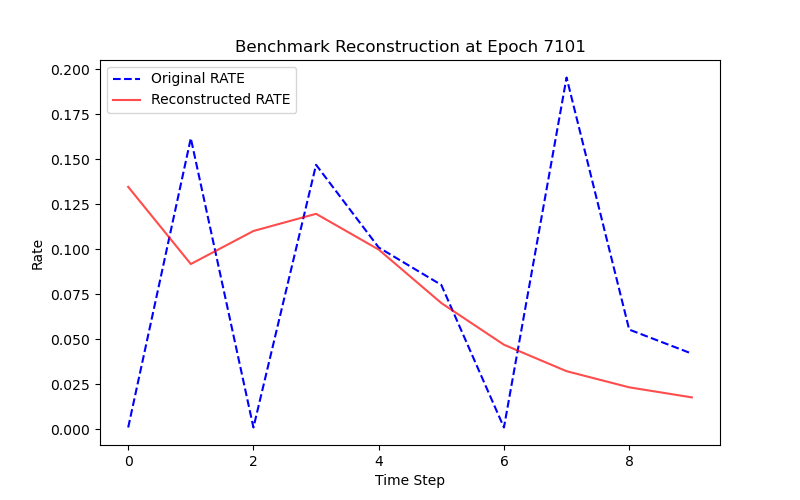 Benchmark Reconstruction at Epoch 7101
Original RATE
Reconstructed RATE
0.200
0.175
0.150
0.125
0.100
0.075
0.050
0.025
0.000
Rate
0 2 4 6 8
Time Step